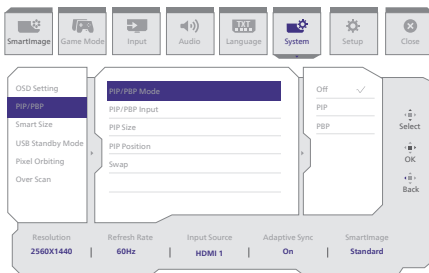 SmartImage Game Mode Input Audio TXT Language System Setup Close
OSD Setting
PIP/PBP
Smart Size
USB Standby Mode
Pixel Orbiting
Over Scan
PIP/PBP Mode
PIP/PBP Input
PIP Size
PIP Position
Swap
Off
PIP
PBP
Select
OK
Back
Resolution Refresh Rate Input Source Adaptive Sync SmartImage
2560X1440 | 60Hz | HDMI 1 | On | Standard